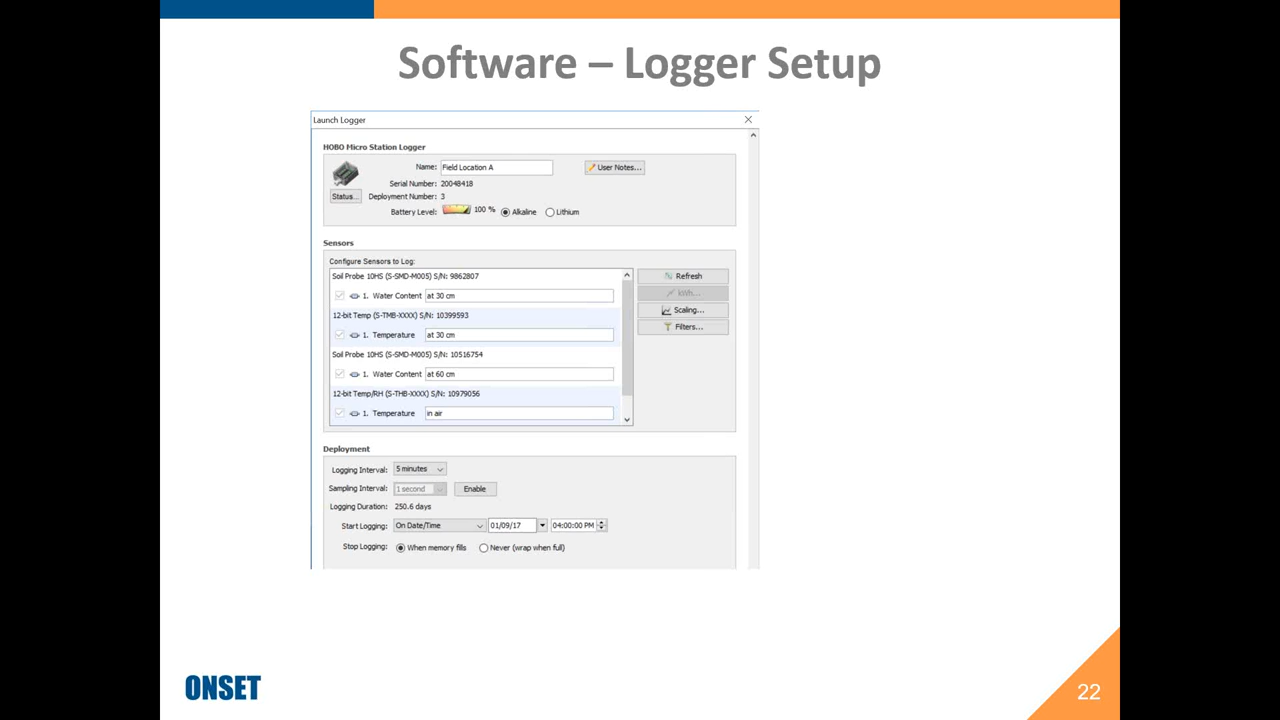 Software – Logger Setup
Launch Logger
HOBO Micro Station Logger
Name: Field Location A User Notes...
Serial Number: 20048418
Status... Deployment Number: 3
Battery Level: 100 % Alkaline Lithium
Sensors
Configure Sensors to Log:
Soil Probe 10HS (S-SMD-M005) S/N: 9862807 Refresh
1. Water Content at 30 cm kWh...
Scaling...
12-bit Temp (S-TMB-XXXX) S/N: 10399593
Filters...
1. Temperature at 30 cm
Soil Probe 10HS (S-SMD-M005) S/N: 10516754
1. Water Content at 60 cm
12-bit Temp/RH (S-THB-XXXX) S/N: 10979056
1. Temperature in air
Deployment
Logging Interval: 5 minutes
Sampling Interval: 1 second Enable
Logging Duration: 250.6 days
Start Logging: On Date/Time 01/09/17 04:00:00 PM
Stop Logging: When memory fills Never (wrap when full)
ONSET
22